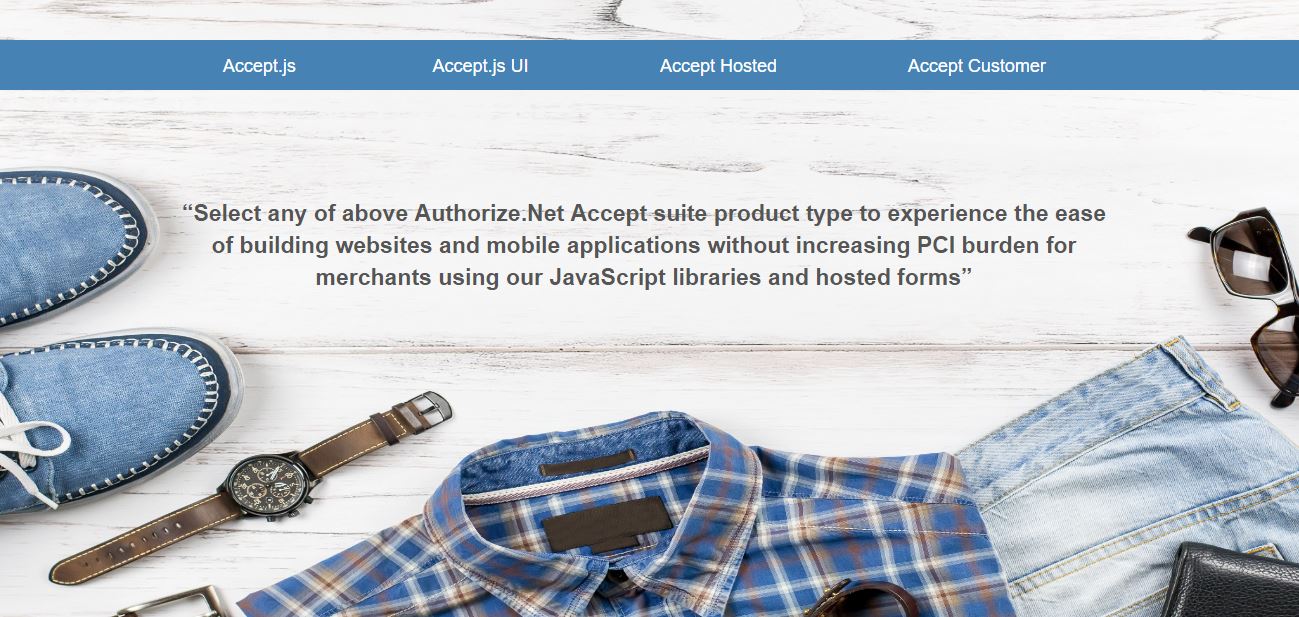 Accept.js
Accept.js UI
Accept Hosted
Accept Customer
“Select any of above Authorize.Net Accept suite product type to experience the ease
of building websites and mobile applications without increasing PCI burden for
merchants using our JavaScript libraries and hosted forms”